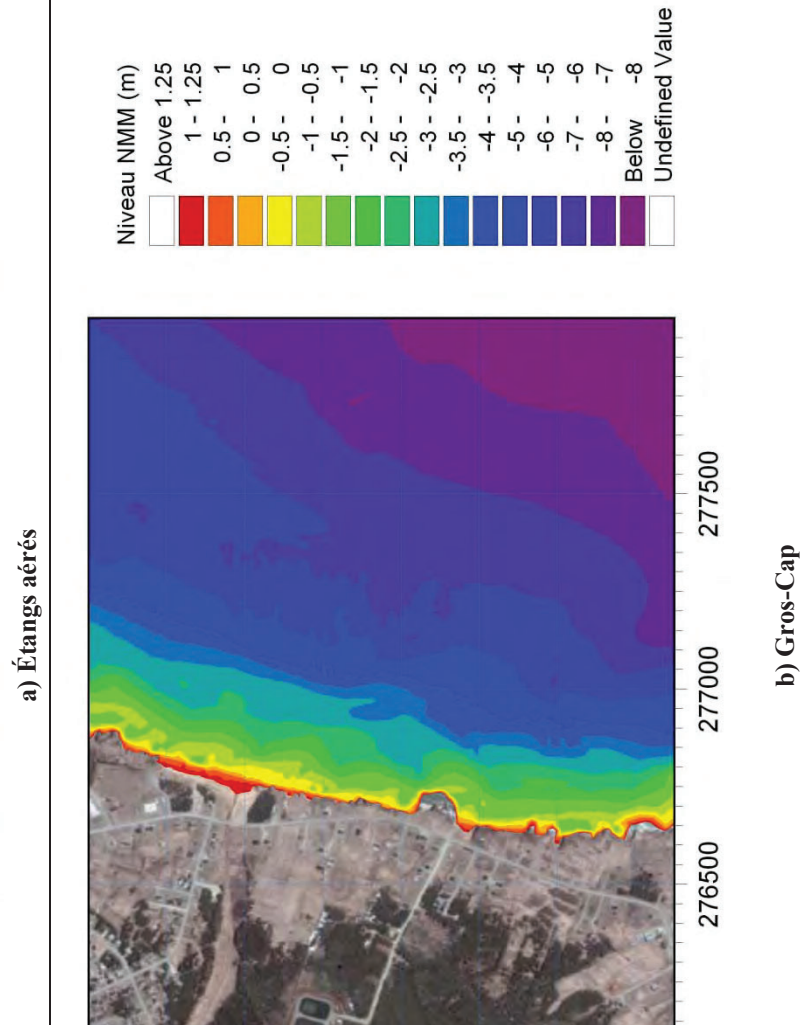 a) Étangs aérés
Niveau NMM (m)
Above 1.25
1 - 1.25
0.5 - 1
0 - 0.5
-0.5 - 0
-1 - -0.5
-1.5 - -1
-2 - -1.5
-2.5 - -2
-3 - -2.5
-3.5 - -3
-4 - -3.5
-5 - -4
-6 - -5
-7 - -6
-8 - -7
Below -8
Undefined Value
276500
277000
277500
b) Gros-Cap